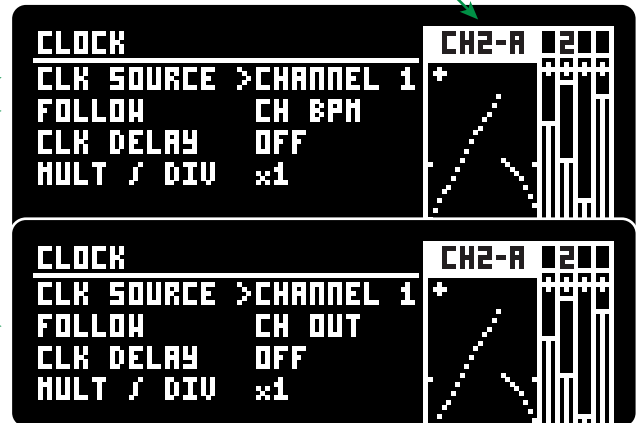 CLOCK
CH2-A 2
CLK SOURCE >CHANNEL 1
FOLLOW CH BPM
CLK DELAY OFF
MULT / DIV x1
CLOCK
CH2-A 2
CLK SOURCE >CHANNEL 1
FOLLOW CH OUT
CLK DELAY OFF
MULT / DIV x1